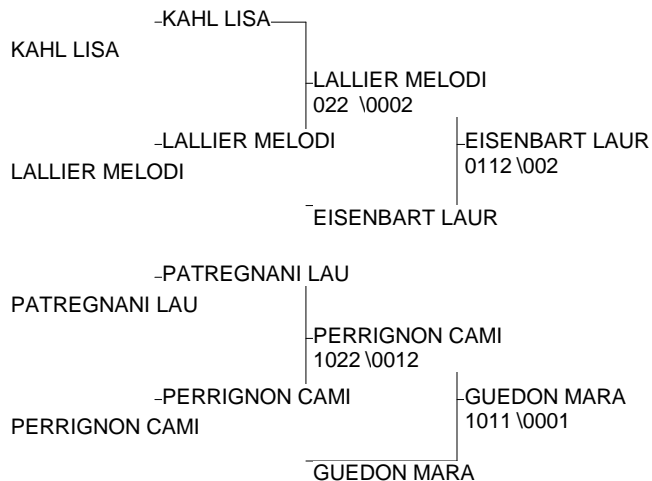 KAHL LISA
KAHL LISA
LALLIER MELODI
022 \0002
LALLIER MELODI
EISENBART LAUR
0112 \002
LALLIER MELODI
EISENBART LAUR
PATREGNANI LAU
PATREGNANI LAU
PERRIGNON CAMI
1022 \0012
PERRIGNON CAMI
GUEDON MARA
1011 \0001
PERRIGNON CAMI
GUEDON MARA